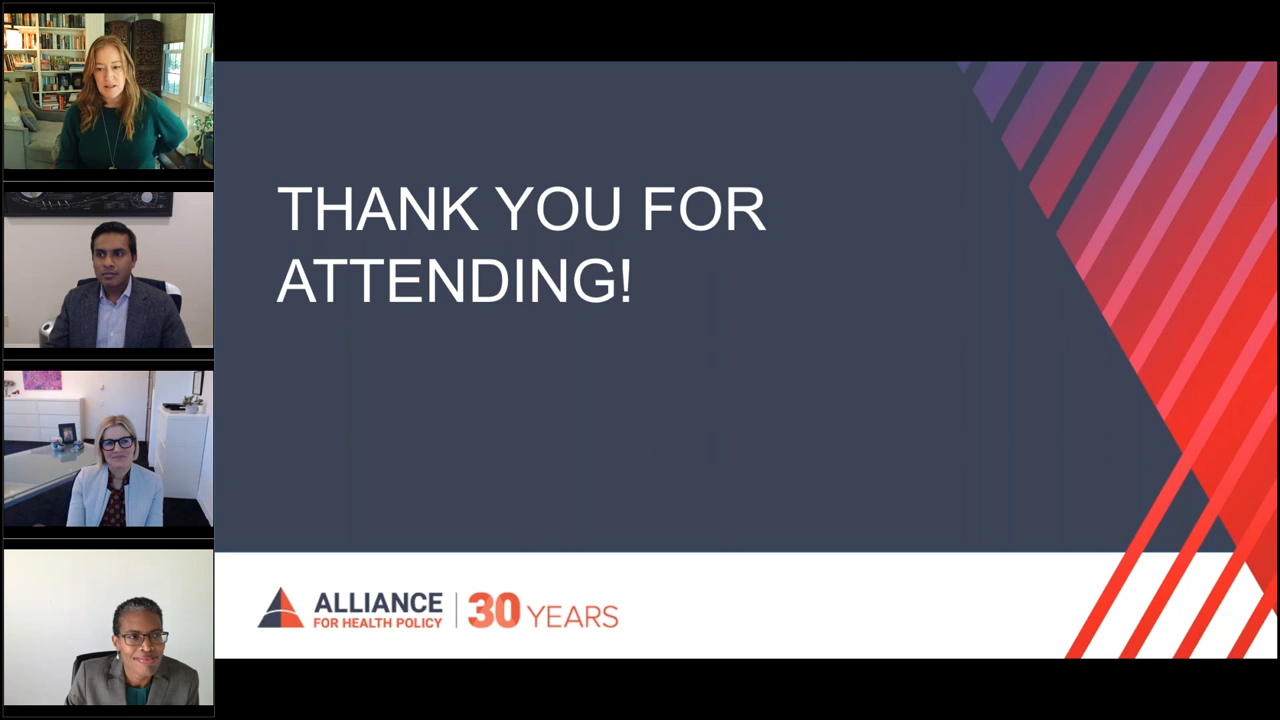 THANK YOU FOR
ATTENDING!
ALLIANCE
FOR HEALTH POLICY
30 YEARS